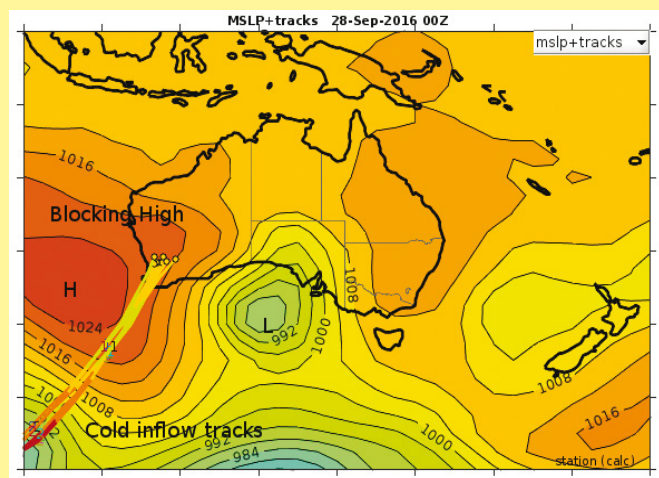 MSLP+tracks 28-Sep-2016 00Z
mslp+tracks
1016
Blocking High
H
1008
1024
L
992
1000
1016
1008
1008
1016
Cold inflow tracks
992
1000
984
station (calc)